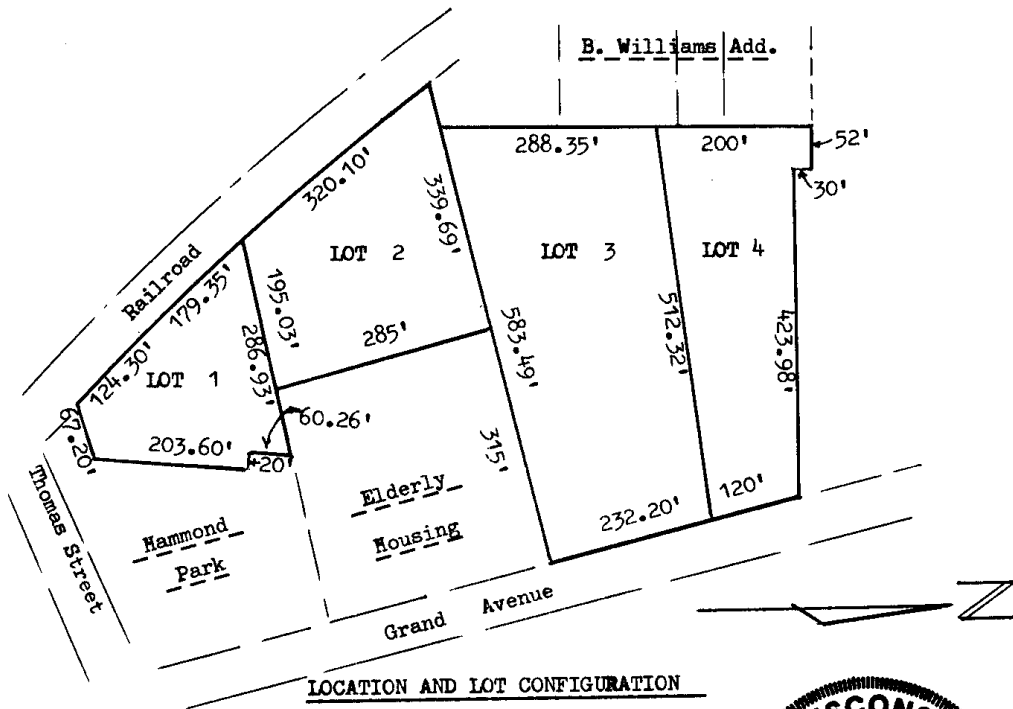 B. Williams Add.
288.35'
200'
52'
30'
320.10'
339.69'
LOT 2
LOT 3
LOT 4
Railroad
179.35'
195.03'
124.30'
LOT 1
286.93'
285'
583.49'
512.32'
423.98'
67.20'
203.60'
60.26'
±20'
315'
Thomas Street
Hammond
Park
Elderly
Housing
232.20'
120'
Grand Avenue
N
LOCATION AND LOT CONFIGURATION